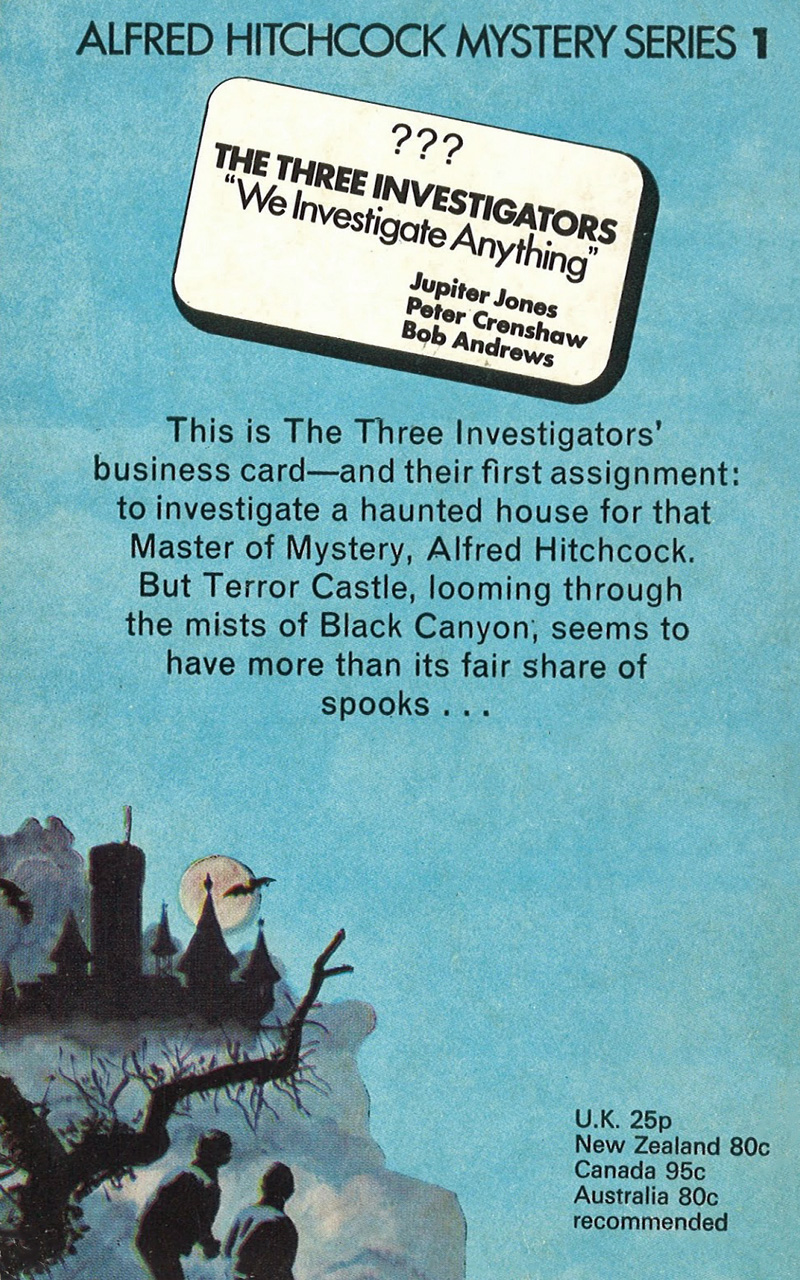 ALFRED HITCHCOCK MYSTERY SERIES 1
???
THE THREE INVESTIGATORS
“We Investigate Anything”
Jupiter Jones
Peter Crenshaw
Bob Andrews
This is The Three Investigators’
business card—and their first assignment:
to investigate a haunted house for that
Master of Mystery, Alfred Hitchcock.
But Terror Castle, looming through
the mists of Black Canyon, seems to
have more than its fair share of
spooks . . .
U.K. 25p
New Zealand 80c
Canada 95c
Australia 80c
recommended